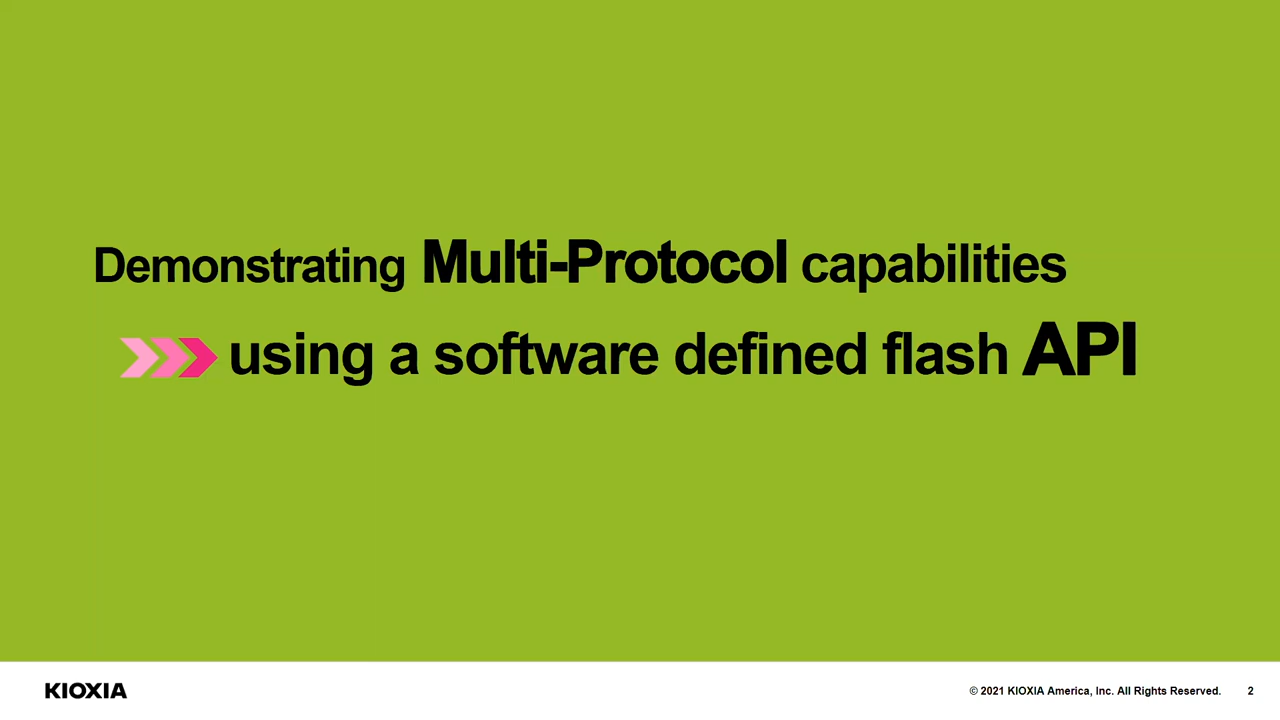 Demonstrating Multi-Protocol capabilities
using a software defined flash API
KIOXIA
© 2021 KIOXIA America, Inc. All Rights Reserved. 2